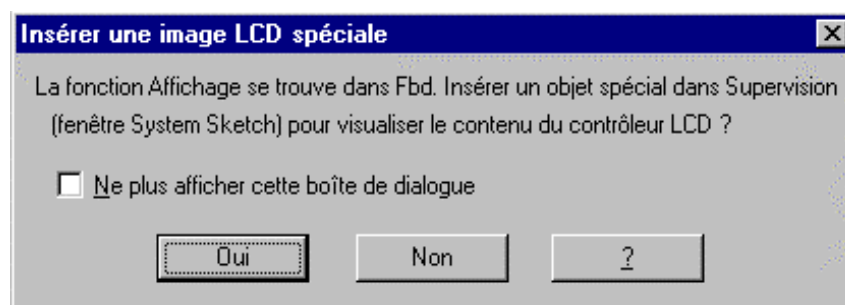 Insérer une image LCD spéciale
La fonction Affichage se trouve dans Fbd. Insérer un objet spécial dans Supervision
(fenêtre System Sketch) pour visualiser le contenu du contrôleur LCD ?
Ne plus afficher cette boîte de dialogue
Oui Non ?